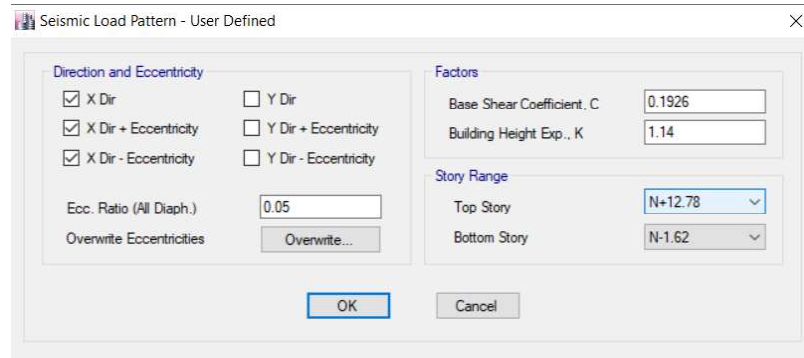 Seismic Load Pattern - User Defined
Direction and Eccentricity
X Dir
Y Dir
X Dir + Eccentricity
Y Dir + Eccentricity
X Dir - Eccentricity
Y Dir - Eccentricity
Ecc. Ratio (All Diaph.)
0.05
Overwrite Eccentricities
Overwrite...
Factors
Base Shear Coefficient, C
0.1926
Building Height Exp., K
1.14
Story Range
Top Story
N+12.78
Bottom Story
N-1.62
OK
Cancel